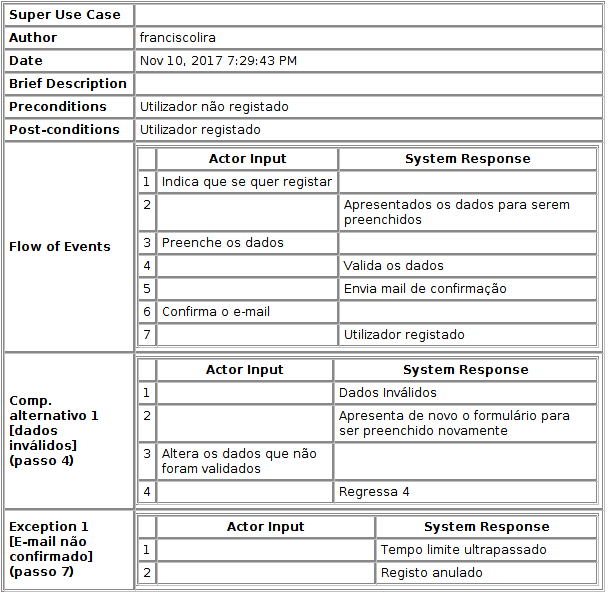 Super Use Case
Author franciscolira
Date Nov 10, 2017 7:29:43 PM
Brief Description
Preconditions Utilizador não registado
Post-conditions Utilizador registado
Flow of Events
Actor Input System Response
1 Indica que se quer registar
2 Apresentados os dados para serem
preenchidos
3 Preenche os dados
4 Valida os dados
5 Envia mail de confirmação
6 Confirma o e-mail
7 Utilizador registado
Comp.
alternativo 1
[dados
inválidos]
(passo 4)
Actor Input System Response
1 Dados Inválidos
2 Apresenta de novo o formulário para
ser preenchido novamente
3 Altera os dados que não
foram validados
4 Regressa 4
Exception 1
[E-mail não
confirmado]
(passo 7)
Actor Input System Response
1 Tempo limite ultrapassado
2 Registo anulado